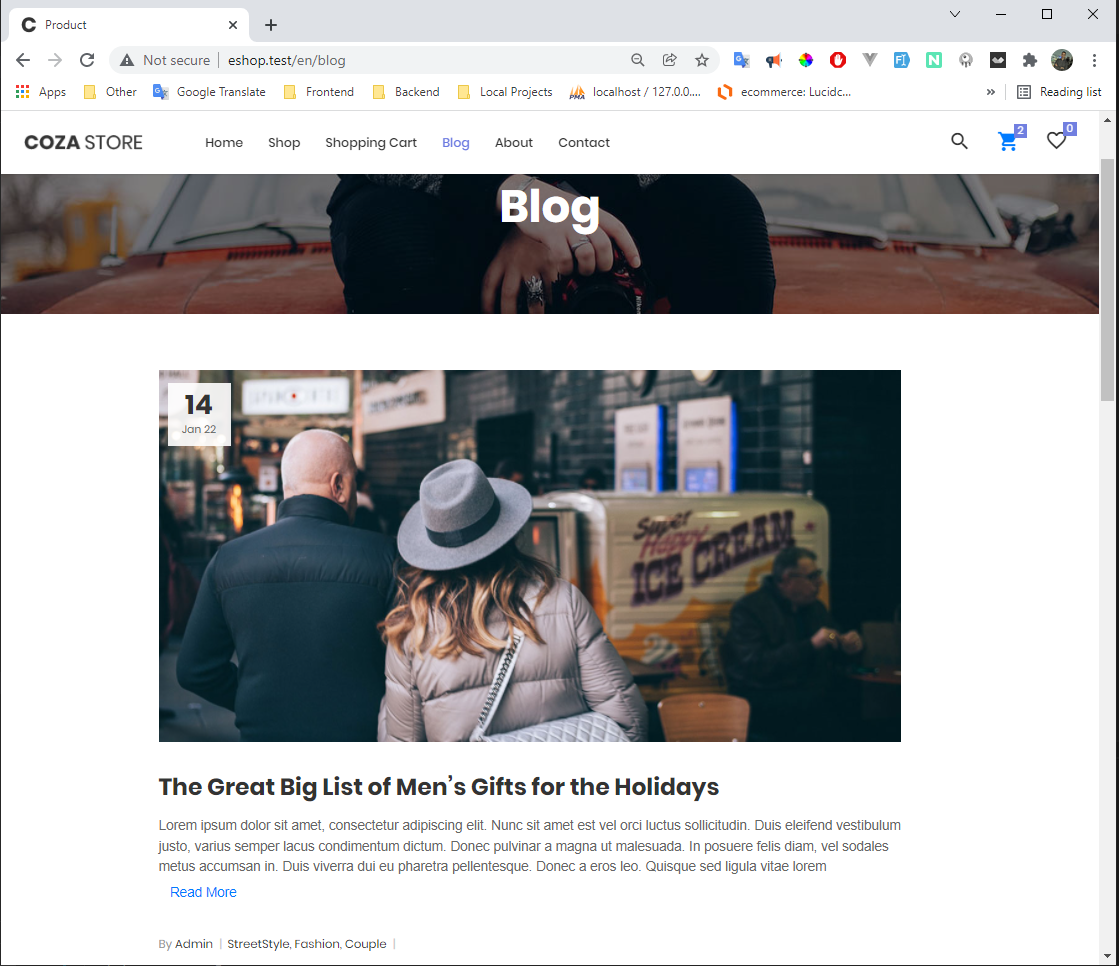 Product
Not secure
eshop.test/en/blog
Apps
Other
Google Translate
Frontend
Backend
Local Projects
localhost / 127.0.0....
ecommerce: Lucidc...
»
Reading list
COZA STORE
Home
Shop
Shopping Cart
Blog
About
Contact
2
0
Blog
14
Jan 22
Super
Happy
ICE CREAM
The Great Big List of Men’s Gifts for the Holidays
Lorem ipsum dolor sit amet, consectetur adipiscing elit. Nunc sit amet est vel orci luctus sollicitudin. Duis eleifend vestibulum
justo, varius semper lacus condimentum dictum. Donec pulvinar a magna ut malesuada. In posuere felis diam, vel sodales
metus accumsan in. Duis viverra dui eu pharetra pellentesque. Donec a eros leo. Quisque sed ligula vitae lorem
Read More
By Admin | StreetStyle, Fashion, Couple |